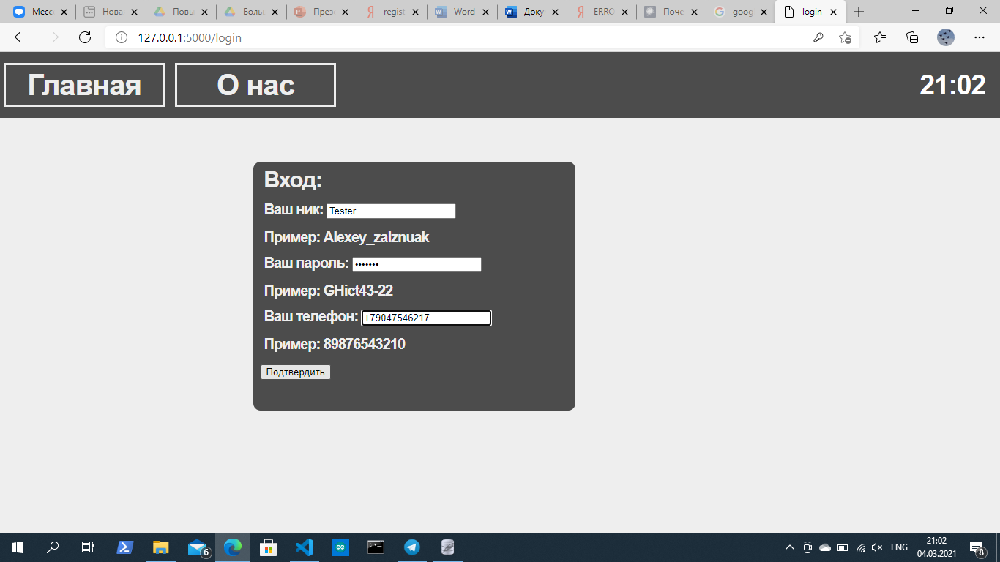 Месс Нова Повы Боль Презе regist Word Доку ERRO Поче goog login
127.0.0.1:5000/login
Главная О нас 21:02
Вход:
Ваш ник: Tester
Пример: Alexey_zalznuak
Ваш пароль: •••••••
Пример: GHict43-22
Ваш телефон: +79047546217
Пример: 89876543210
Подтвердить
6 ENG 21:02 8
04.03.2021